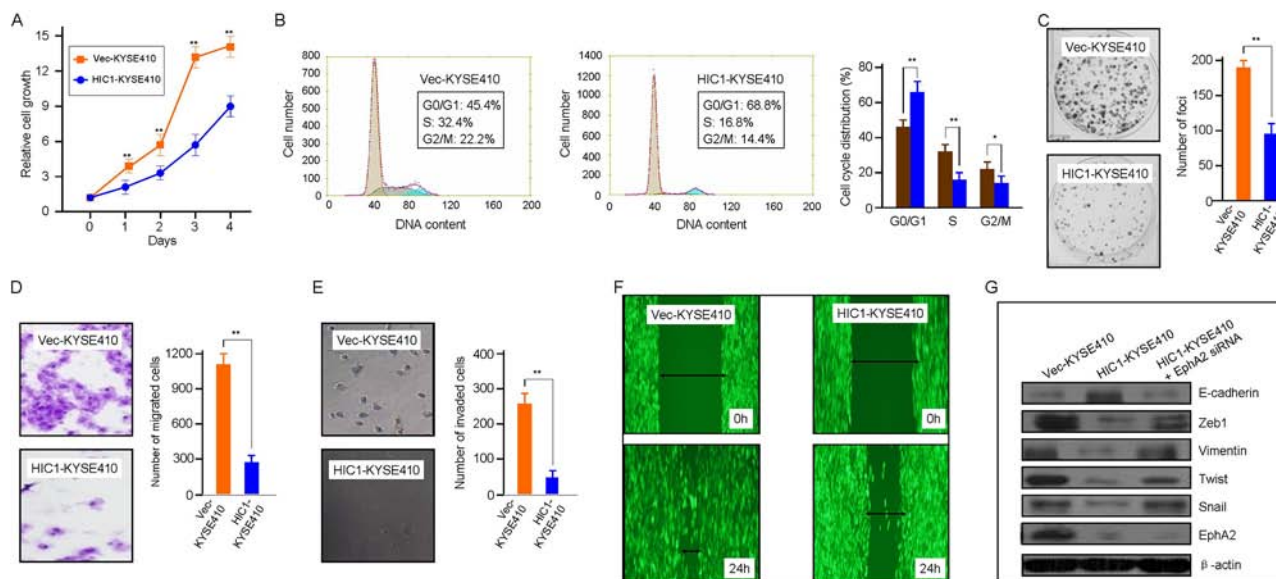 A
Relative cell growth
15
12
9
6
3
0
Vec-KYSE410
HIC1-KYSE410
**
**
**
**
0 1 2 3 4
Days
B
Cell number
800
700
600
500
400
300
200
100
0
Vec-KYSE410
G0/G1: 45.4%
S: 32.4%
G2/M: 22.2%
0 40 80 120 160 200
DNA content
Cell number
1400
1200
1000
800
600
400
200
0
HIC1-KYSE410
G0/G1: 68.8%
S: 16.8%
G2/M: 14.4%
0 40 80 120 160 200
DNA content
Cell cycle distribution (%)
80
60
40
20
0
**
**
*
G0/G1 S G2/M
C
Vec-KYSE410
HIC1-KYSE410
Number of foci
200
150
100
50
0
**
Vec-
KYSE410
HIC1-
KYSE410
D
Vec-KYSE410
HIC1-KYSE410
Number of migrated cells
1200
900
600
300
0
**
Vec-
KYSE410
HIC1-
KYSE410
E
Vec-KYSE410
HIC1-KYSE410
Number of invaded cells
400
300
200
100
0
**
Vec-
KYSE410
HIC1-
KYSE410
F
Vec-KYSE410
0h
HIC1-KYSE410
0h
24h
24h
G
Vec-KYSE410
HIC1-KYSE410
HIC1-KYSE410
+ EphA2 siRNA
E-cadherin
Zeb1
Vimentin
Twist
Snail
EphA2
β-actin